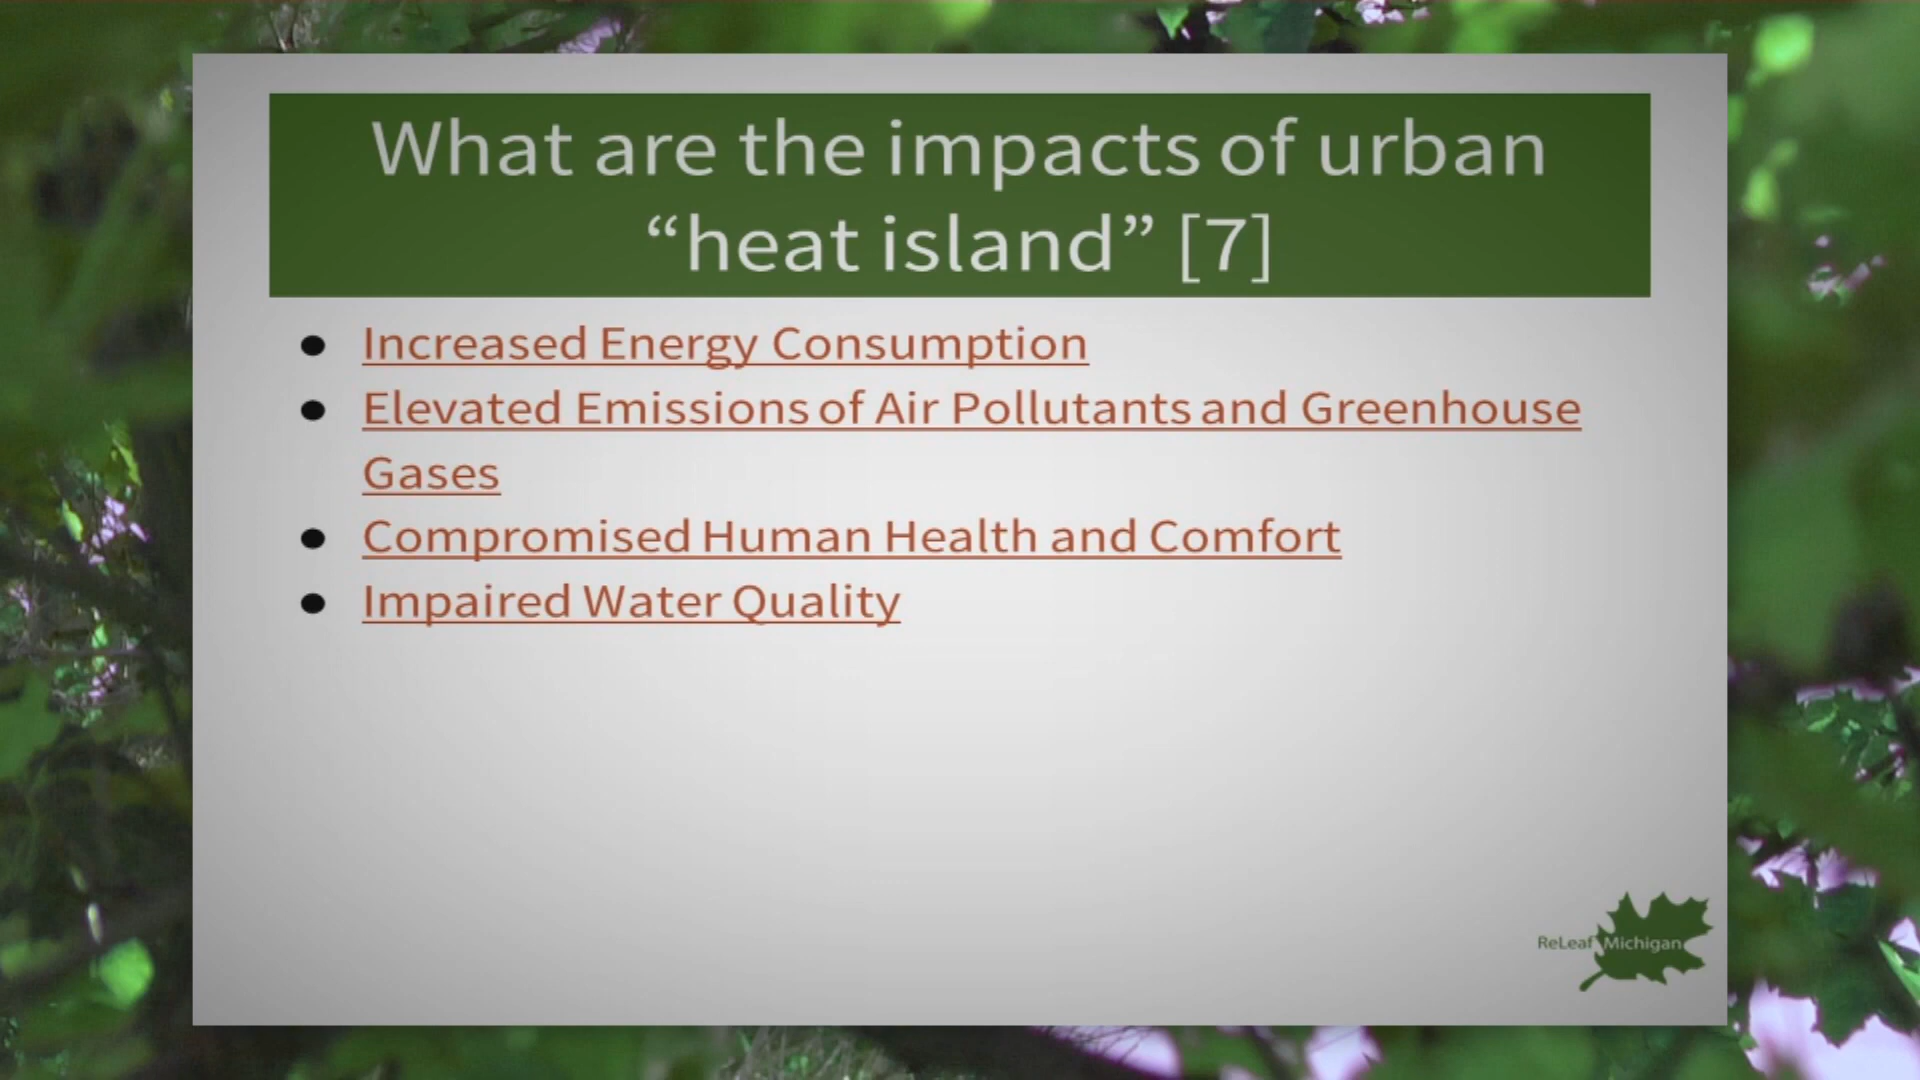 What are the impacts of urban
“heat island” [7]
● Increased Energy Consumption
● Elevated Emissions of Air Pollutants and Greenhouse
Gases
● Compromised Human Health and Comfort
● Impaired Water Quality
ReLeaf Michigan